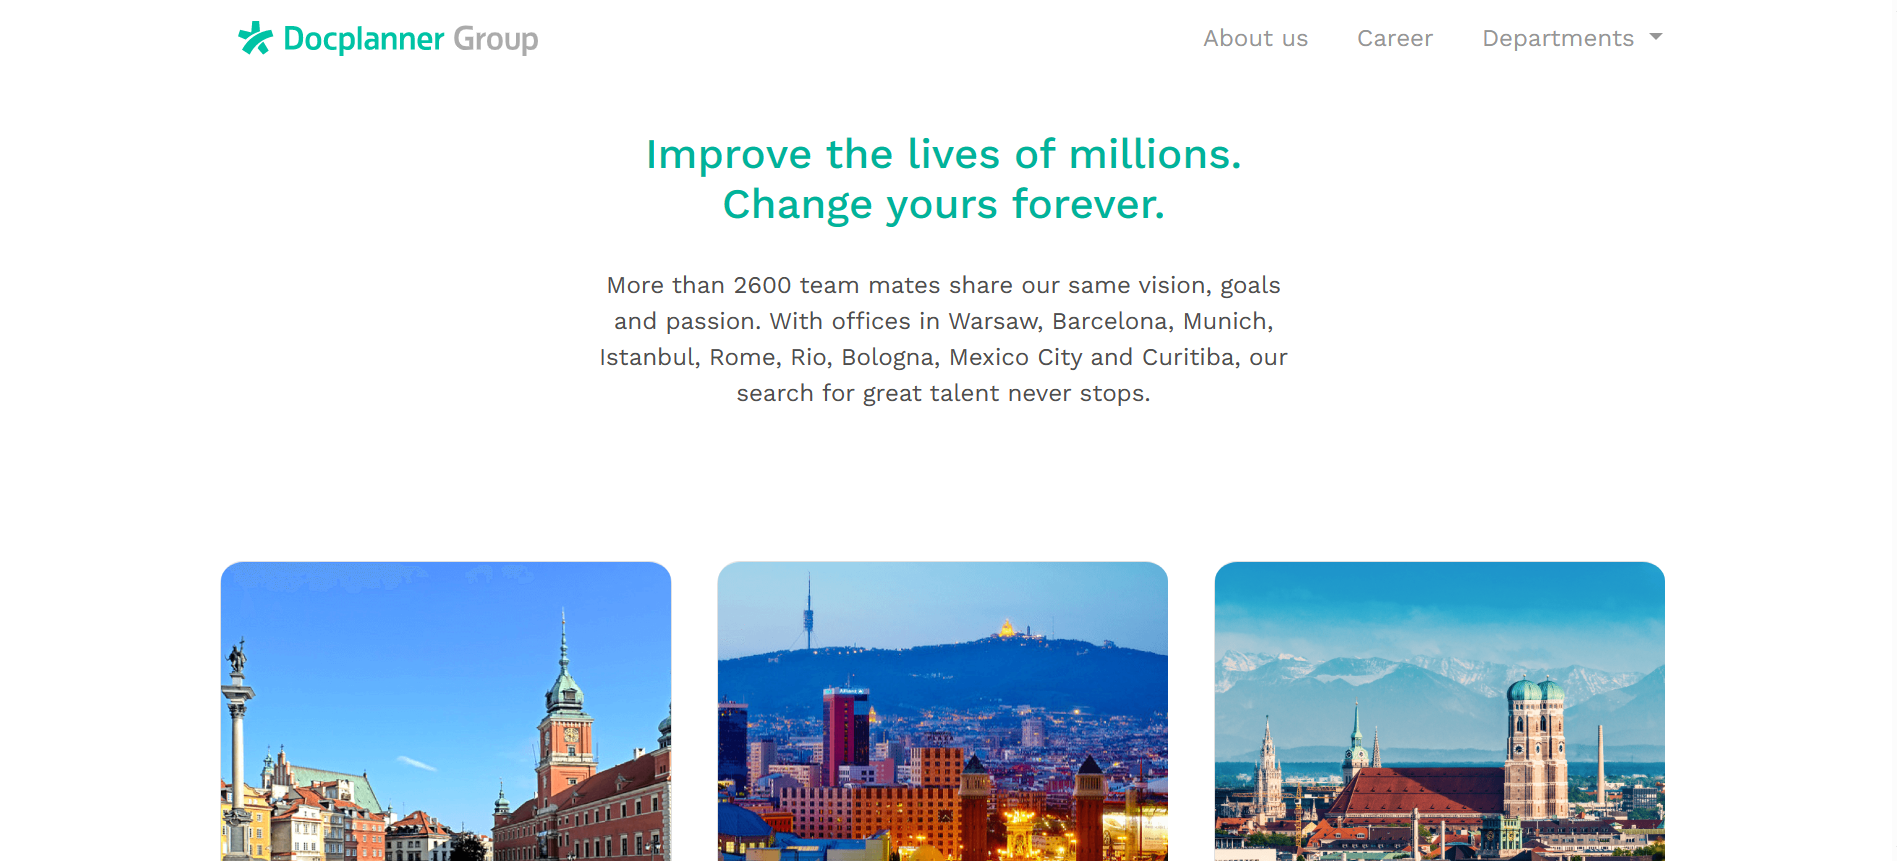 Docplanner Group
About us
Career
Departments
Improve the lives of millions.
Change yours forever.
More than 2600 team mates share our same vision, goals
and passion. With offices in Warsaw, Barcelona, Munich,
Istanbul, Rome, Rio, Bologna, Mexico City and Curitiba, our
search for great talent never stops.
Allianz